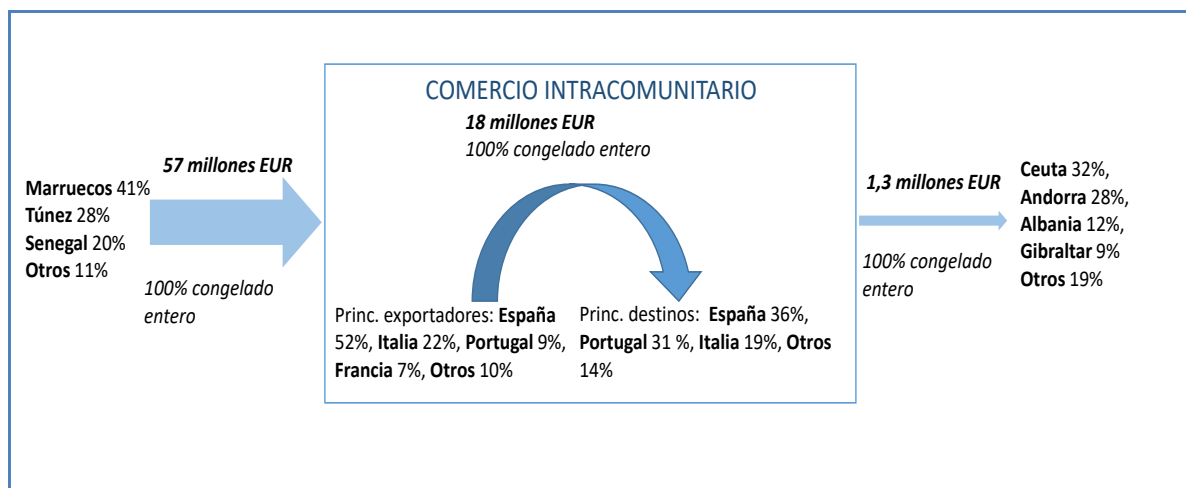 COMERCIO INTRACOMUNITARIO
18 millones EUR
100% congelado entero
57 millones EUR
Marruecos 41%
Túnez 28%
Senegal 20%
Otros 11%
100% congelado
entero
Princ. exportadores: España
52%, Italia 22%, Portugal 9%,
Francia 7%, Otros 10%
Princ. destinos: España 36%,
Portugal 31 %, Italia 19%, Otros
14%
1,3 millones EUR
100% congelado
entero
Ceuta 32%,
Andorra 28%,
Albania 12%,
Gibraltar 9%
Otros 19%